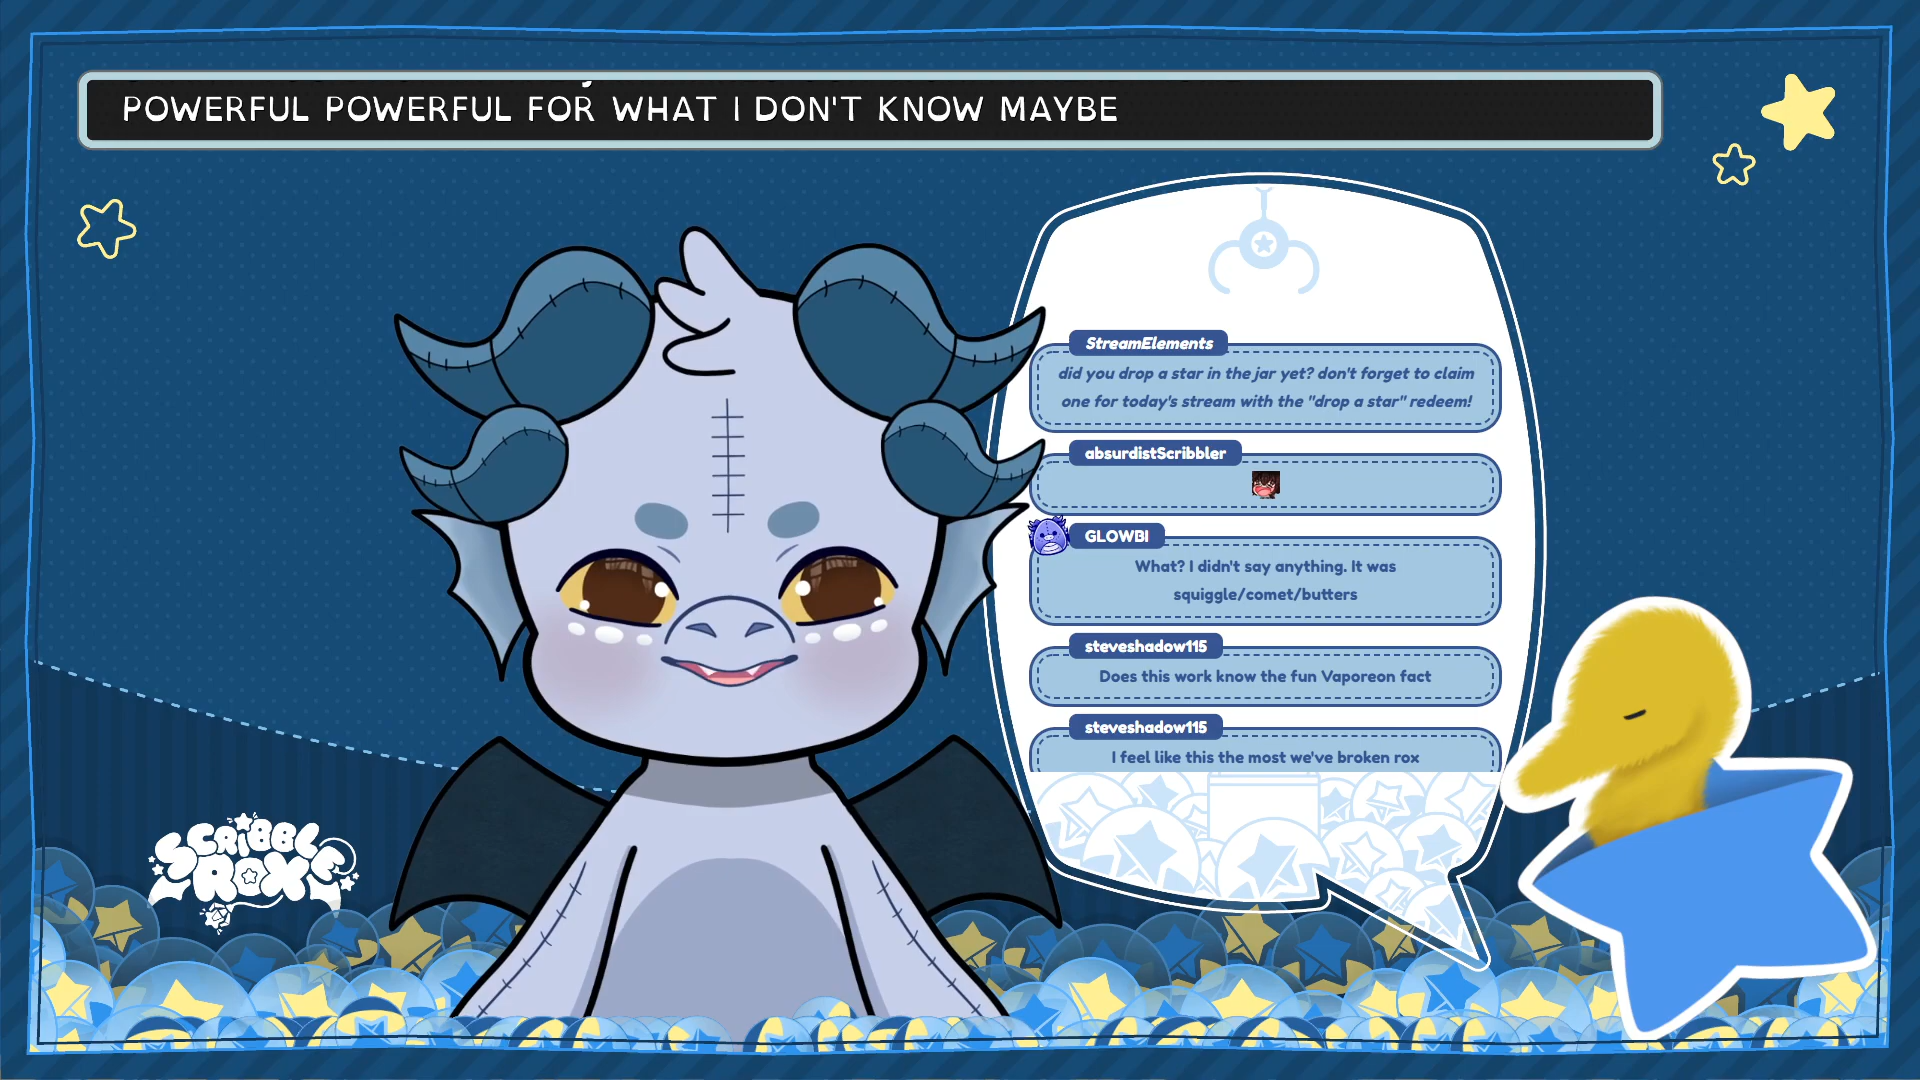 POWERFUL POWERFUL FOR WHAT I DON'T KNOW MAYBE
StreamElements
did you drop a star in the jar yet? don't forget to claim
one for today's stream with the "drop a star" redeem!
absurdistScribbler
GLOWBI
What? I didn't say anything. It was
squiggle/comet/butters
steveshadow115
Does this work know the fun Vaporeon fact
steveshadow115
I feel like this the most we've broken rox
SCRIBBLE
ROX